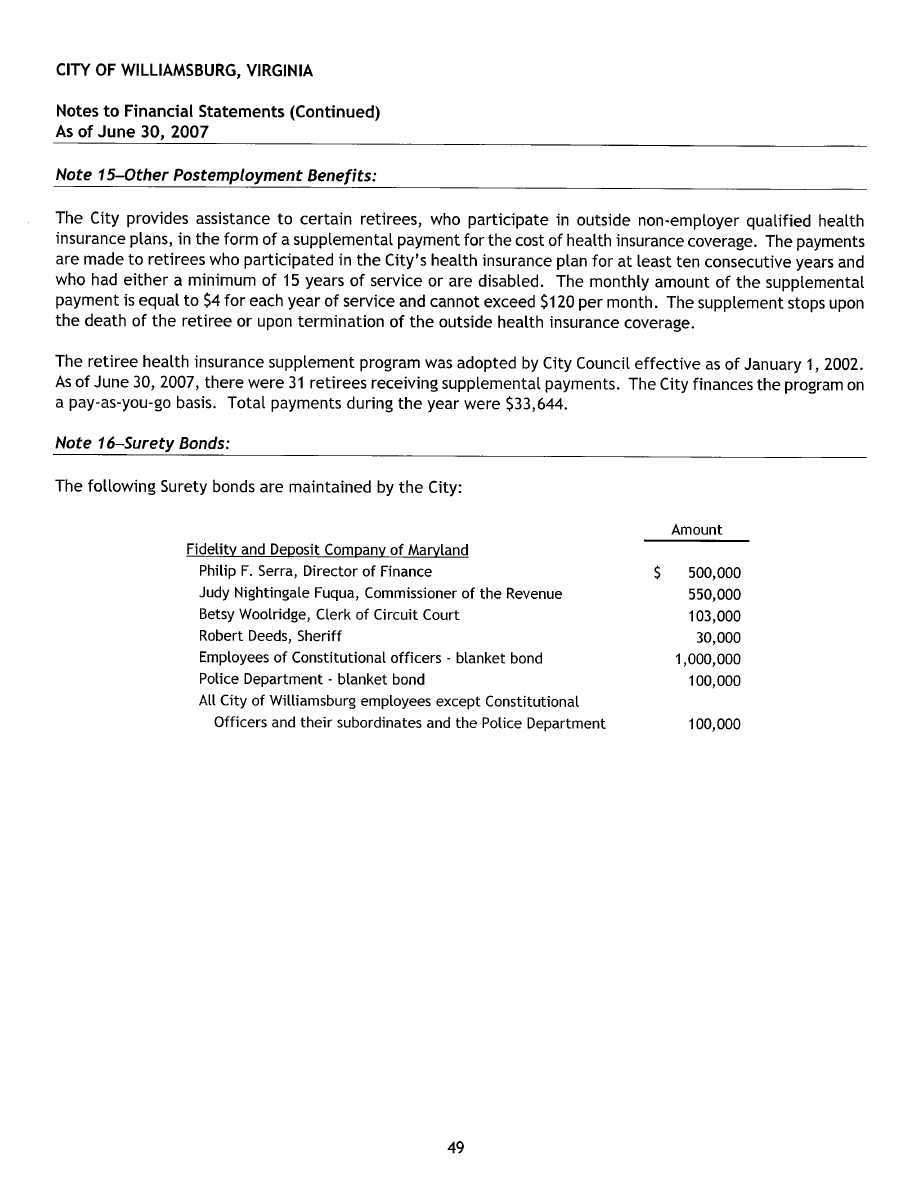 CITY OF WILLIAMSBURG, VIRGINIA
Notes to Financial Statements (Continued)
As of June 30, 2007
Note 15–Other Postemployment Benefits:
The City provides assistance to certain retirees, who participate in outside non-employer qualified health
insurance plans, in the form of a supplemental payment for the cost of health insurance coverage. The payments
are made to retirees who participated in the City's health insurance plan for at least ten consecutive years and
who had either a minimum of 15 years of service or are disabled. The monthly amount of the supplemental
payment is equal to $4 for each year of service and cannot exceed $120 per month. The supplement stops upon
the death of the retiree or upon termination of the outside health insurance coverage.
The retiree health insurance supplement program was adopted by City Council effective as of January 1, 2002.
As of June 30, 2007, there were 31 retirees receiving supplemental payments. The City finances the program on
a pay-as-you-go basis. Total payments during the year were $33,644.
Note 16–Surety Bonds:
The following Surety bonds are maintained by the City:
Amount
Fidelity and Deposit Company of Maryland
Philip F. Serra, Director of Finance $ 500,000
Judy Nightingale Fuqua, Commissioner of the Revenue 550,000
Betsy Woolridge, Clerk of Circuit Court 103,000
Robert Deeds, Sheriff 30,000
Employees of Constitutional officers - blanket bond 1,000,000
Police Department - blanket bond 100,000
All City of Williamsburg employees except Constitutional
Officers and their subordinates and the Police Department 100,000
49